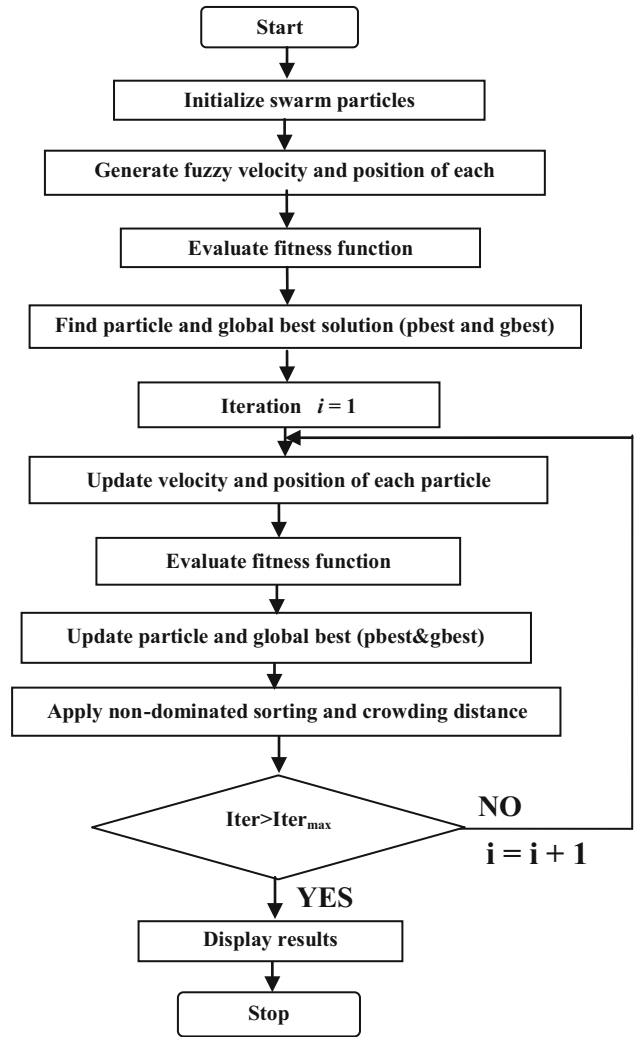 Start
Initialize swarm particles
Generate fuzzy velocity and position of each
Evaluate fitness function
Find particle and global best solution (pbest and gbest)
Iteration i = 1
Update velocity and position of each particle
Evaluate fitness function
Update particle and global best (pbest&gbest)
Apply non-dominated sorting and crowding distance
Iter>Itermax
NO
i = i + 1
YES
Display results
Stop